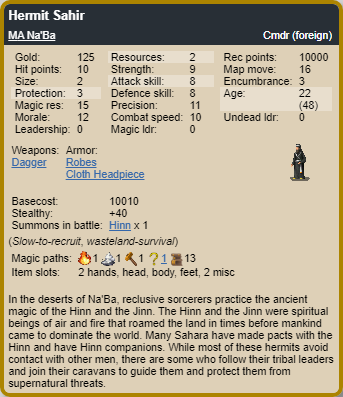 Hermit Sahir
MA Na'Ba Cmdr (foreign)
Gold: 125 Resources: 2 Rec points: 10000
Hit points: 10 Strength: 9 Map move: 16
Size: 2 Attack skill: 8 Encumbrance: 3
Protection: 3 Defence skill: 8 Age: 22
Magic res: 15 Precision: 11 (48)
Morale: 12 Combat speed: 10 Undead ldr: 0
Leadership: 0 Magic ldr: 0
Weapons: Armor:
Dagger Robes
Cloth Headpiece
Basecost: 10010
Stealthy: +40
Summons in battle: Hinn x 1
(Slow-to-recruit, wasteland-survival)
Magic paths: 1 1 1 ? 1 13
Item slots: 2 hands, head, body, feet, 2 misc
In the deserts of Na'Ba, reclusive sorcerers practice the ancient
magic of the Hinn and the Jinn. The Hinn and the Jinn were spiritual
beings of air and fire that roamed the land in times before mankind
came to dominate the world. Many Sahara have made pacts with the
Hinn and have Hinn companions. While most of these hermits avoid
contact with other men, there are some who follow their tribal leaders
and join their caravans to guide them and protect them from
supernatural threats.